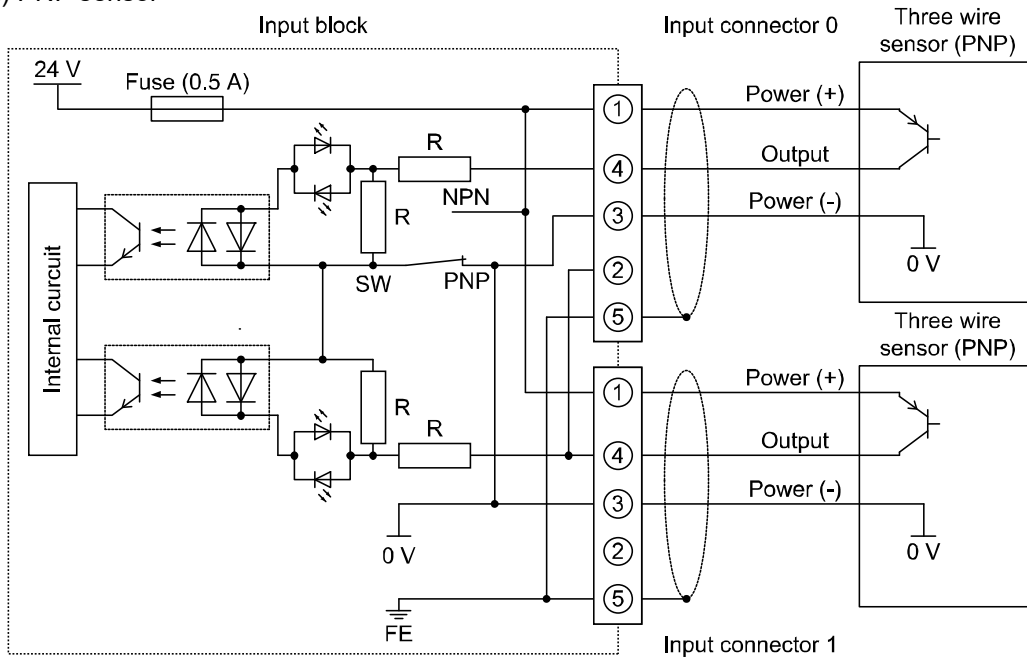 ) PNP sensor
Input block
Input connector 0
Three wire
sensor (PNP)
24 V
Fuse (0.5 A)
1
Power (+)
R
4
Output
NPN
R
3
Power (-)
SW
PNP
2
0 V
5
Internal curcuit
Three wire
sensor (PNP)
1
Power (+)
R
R
4
Output
3
Power (-)
0 V
2
0 V
5
FE
Input connector 1